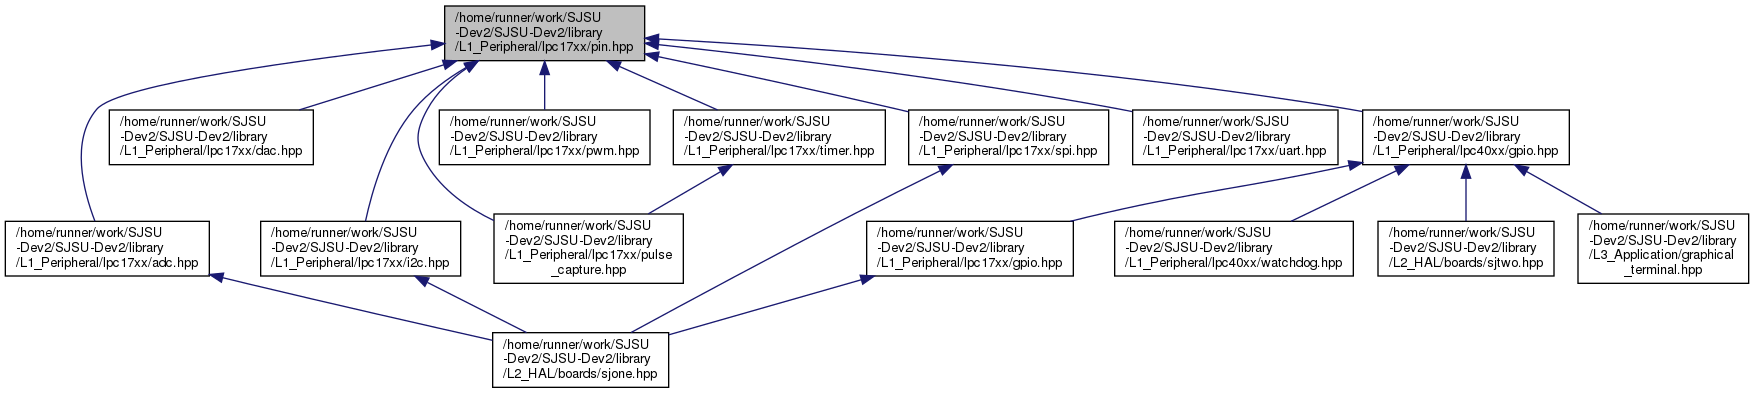 /home/runner/work/SJSU
-Dev2/SJSU-Dev2/library
/L1_Peripheral/lpc17xx/pin.hpp
/home/runner/work/SJSU
-Dev2/SJSU-Dev2/library
/L1_Peripheral/lpc17xx/dac.hpp
/home/runner/work/SJSU
-Dev2/SJSU-Dev2/library
/L1_Peripheral/lpc17xx/pwm.hpp
/home/runner/work/SJSU
-Dev2/SJSU-Dev2/library
/L1_Peripheral/lpc17xx/timer.hpp
/home/runner/work/SJSU
-Dev2/SJSU-Dev2/library
/L1_Peripheral/lpc17xx/spi.hpp
/home/runner/work/SJSU
-Dev2/SJSU-Dev2/library
/L1_Peripheral/lpc17xx/uart.hpp
/home/runner/work/SJSU
-Dev2/SJSU-Dev2/library
/L1_Peripheral/lpc40xx/gpio.hpp
/home/runner/work/SJSU
-Dev2/SJSU-Dev2/library
/L1_Peripheral/lpc17xx/adc.hpp
/home/runner/work/SJSU
-Dev2/SJSU-Dev2/library
/L1_Peripheral/lpc17xx/i2c.hpp
/home/runner/work/SJSU
-Dev2/SJSU-Dev2/library
/L1_Peripheral/lpc17xx/pulse
_capture.hpp
/home/runner/work/SJSU
-Dev2/SJSU-Dev2/library
/L1_Peripheral/lpc17xx/gpio.hpp
/home/runner/work/SJSU
-Dev2/SJSU-Dev2/library
/L1_Peripheral/lpc40xx/watchdog.hpp
/home/runner/work/SJSU
-Dev2/SJSU-Dev2/library
/L2_HAL/boards/sjtwo.hpp
/home/runner/work/SJSU
-Dev2/SJSU-Dev2/library
/L3_Application/graphical
_terminal.hpp
/home/runner/work/SJSU
-Dev2/SJSU-Dev2/library
/L2_HAL/boards/sjone.hpp